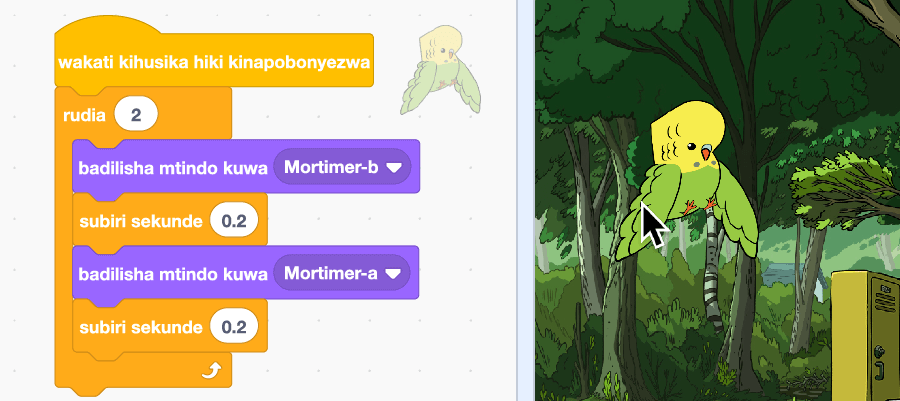 wakati kihusika hiki kinapobonyezwa
rudia 2
badilisha mtindo kuwa Mortimer-b
subiri sekunde 0.2
badilisha mtindo kuwa Mortimer-a
subiri sekunde 0.2